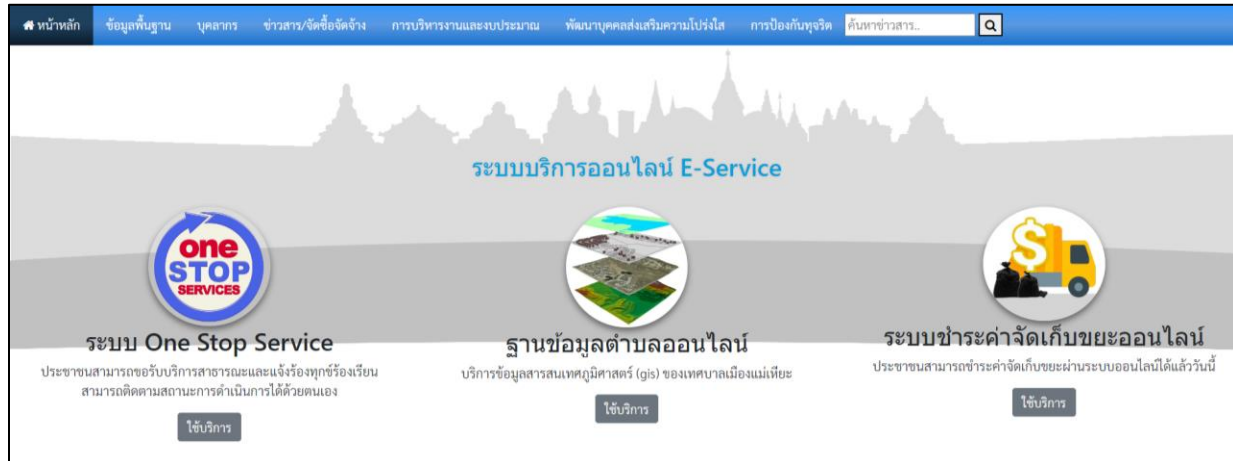 หน้าหลัก ข้อมูลพื้นฐาน บุคลากร ข่าวสาร/จัดซื้อจัดจ้าง การบริหารงานและงบประมาณ พัฒนาบุคคลส่งเสริมความโปร่งใส การป้องกันทุจริต ค้นหาข่าวสาร..
ระบบบริการออนไลน์ E-Service
one
STOP
SERVICES
ระบบ One Stop Service
ประชาชนสามารถขอรับบริการสาธารณะและแจ้งร้องทุกข์ร้องเรียน
สามารถติดตามสถานะการดำเนินการได้ด้วยตนเอง
ใช้บริการ
ฐานข้อมูลตำบลออนไลน์
บริการข้อมูลสารสนเทศภูมิศาสตร์ (gis) ของเทศบาลเมืองแม่เหียะ
ใช้บริการ
$
ระบบชำระค่าจัดเก็บขยะออนไลน์
ประชาชนสามารถชำระค่าจัดเก็บขยะผ่านระบบออนไลน์ได้แล้ววันนี้
ใช้บริการ